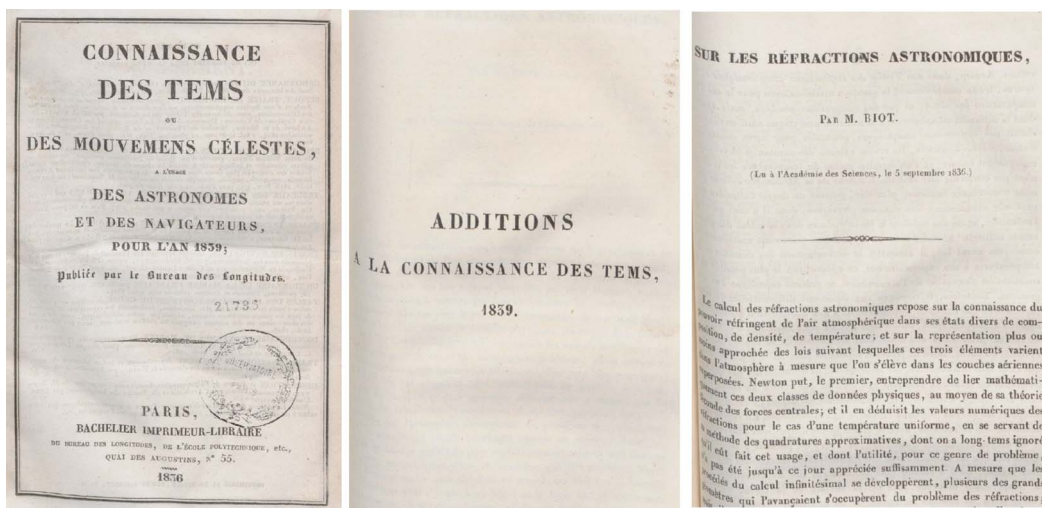 CONNAISSANCE
DES TEMS
OU
DES MOUVEMENS CÉLESTES,
A L'USAGE
DES ASTRONOMES
ET DES NAVIGATEURS,
POUR L'AN 1839;
Publiée par le Bureau des Longitudes.
21785
PARIS,
BACHELIER IMPRIMEUR-LIBRAIRE
DU BUREAU DES LONGITUDES, DE L'ÉCOLE POLYTECHNIQUE, etc.,
QUAI DES AUGUSTINS, N° 55.
1836
ADDITIONS
A LA CONNAISSANCE DES TEMS,
1839.
SUR LES RÉFRACTIONS ASTRONOMIQUES,
PAR M. BIOT.
(Lu à l'Académie des Sciences, le 5 septembre 1836.)
Le calcul des réfractions astronomiques repose sur la connaissance du
pouvoir réfringent de l'air atmosphérique dans ses états divers de com-
position, de densité, de température; et sur la représentation plus ou
moins approchée des lois suivant lesquelles ces trois élémens varient
dans l'atmosphère à mesure que l'on s'élève dans les couches aériennes
superposées. Newton put, le premier, entreprendre de lier mathémati-
quement ces deux classes de données physiques, au moyen de sa théorie
des forces centrales; et il en déduisit les valeurs numériques des
réfractions pour le cas d'une température uniforme, en se servant de
méthode des quadratures approximatives, dont on a long-tems ignoré
qu'il eût fait cet usage, et dont l'utilité, pour ce genre de problème,
n'a pas été jusqu'à ce jour appréciée suffisamment. A mesure que les
procédés du calcul infinitésimal se développèrent, plusieurs des grands
géomètres qui l'avançaient s'occupèrent du problème des réfractions;